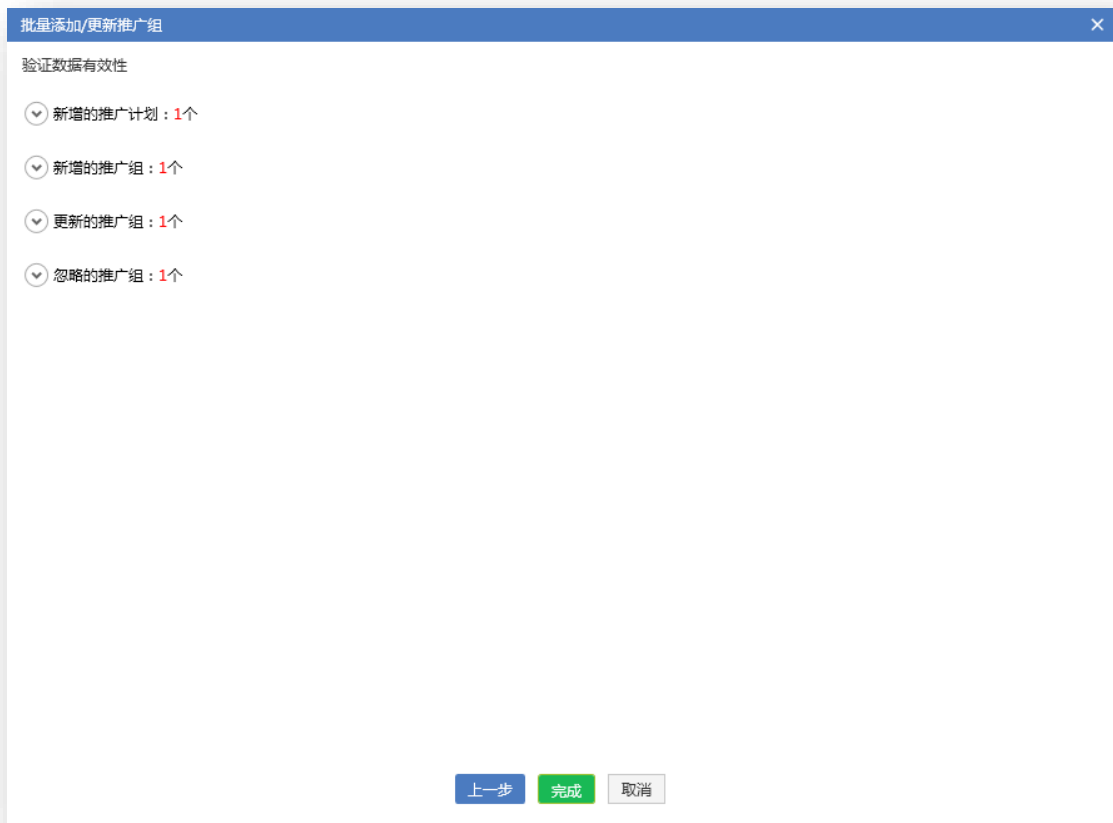 批量添加/更新推广组
验证数据有效性
新增的推广计划：1个
新增的推广组：1个
更新的推广组：1个
忽略的推广组：1个
上一步 完成 取消